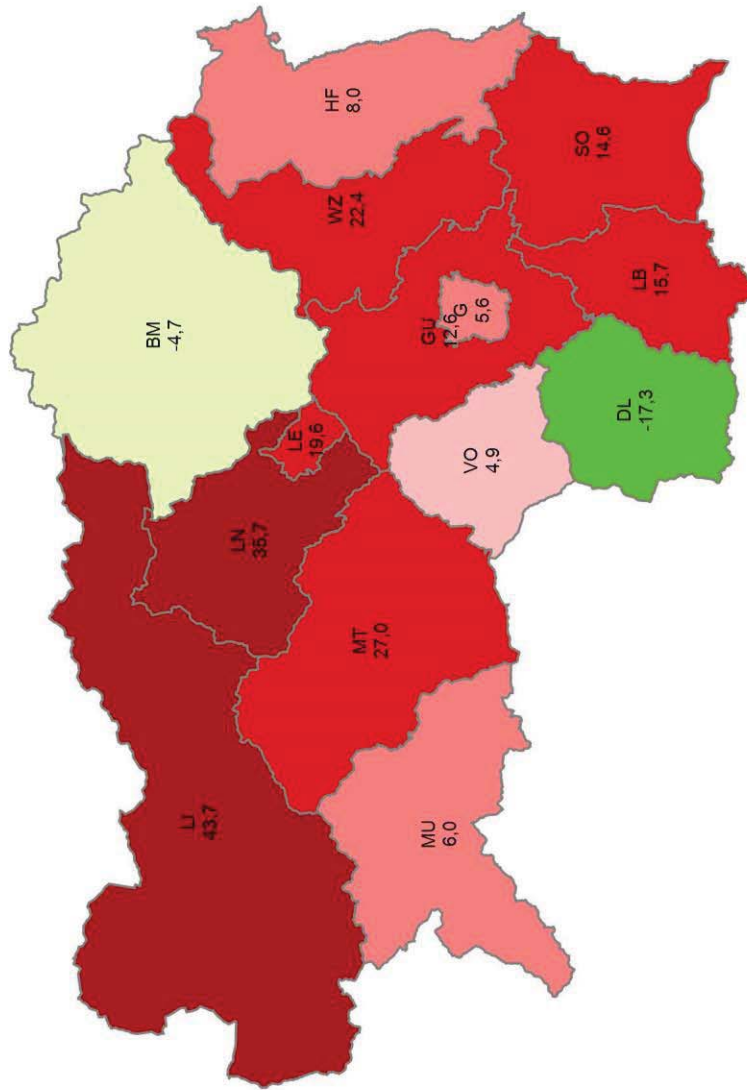 BM
-4,7
LI
43,7
LN
35,7
LE
19,6
WZ
22,4
HF
8,0
MT
27,0
MU
6,0
GU
12,6
G
5,6
VO
4,9
SO
14,6
DL
-17,3
LB
15,7